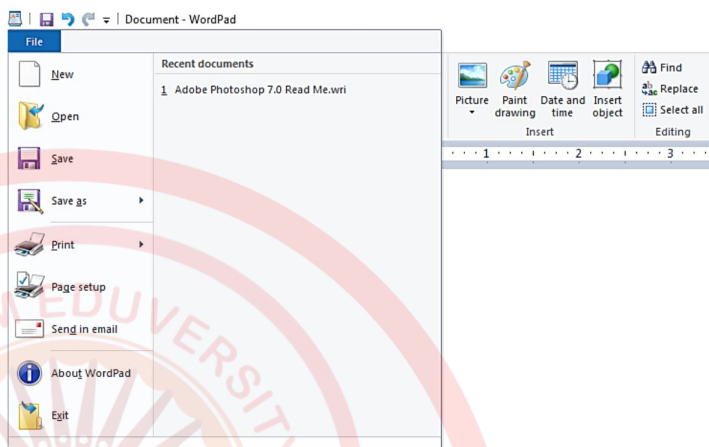 Document - WordPad
File
New
Open
Save
Save as
Print
Page setup
Send in email
About WordPad
Exit
Recent documents
1 Adobe Photoshop 7.0 Read Me.wri
Picture
Paint drawing
Date and time
Insert object
Insert
Find
Replace
Select all
Editing
1 2 3
M EDUVERSITY